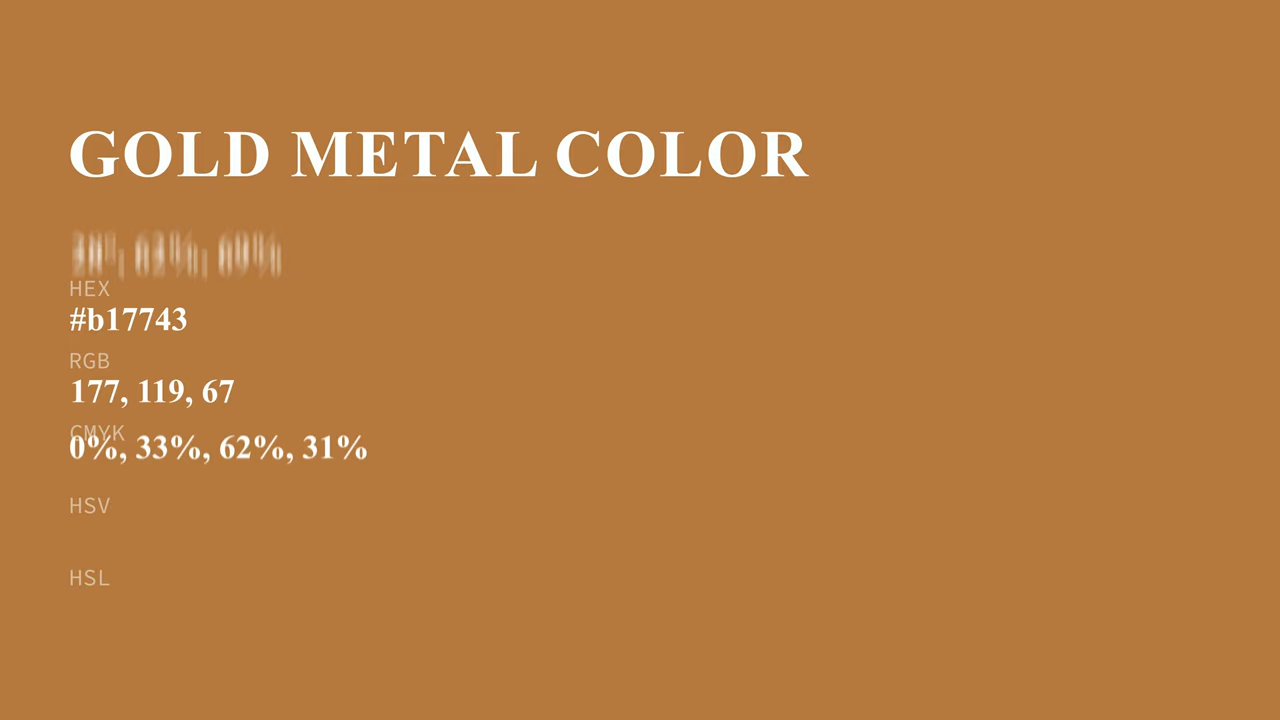 GOLD METAL COLOR
HEX
#b17743
RGB
177, 119, 67
CMYK
0%, 33%, 62%, 31%
HSV
HSL